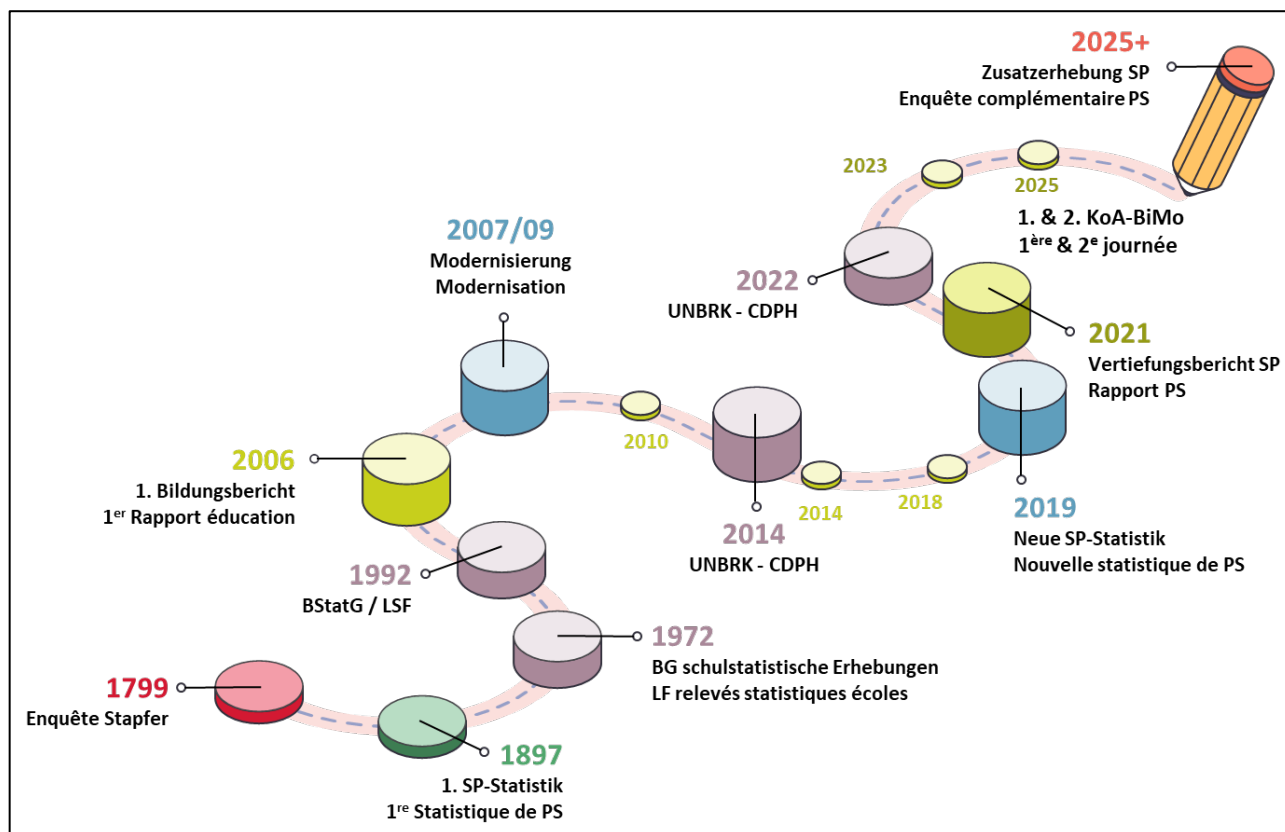 2025+
Zusatzerhebung SP
Enquête complémentaire PS
2023
2025
1. & 2. KoA-BiMo
1ère & 2e journée
2007/09
Modernisierung
Modernisation
2022
UNBRK - CDPH
2021
Vertiefungsbericht SP
Rapport PS
2010
2006
1. Bildungsbericht
1er Rapport éducation
2014
2018
2014
UNBRK - CDPH
2019
Neue SP-Statistik
Nouvelle statistique de PS
1992
BStatG / LSF
1972
BG schulstatistische Erhebungen
LF relevés statistiques écoles
1799
Enquête Stapfer
1897
1. SP-Statistik
1re Statistique de PS